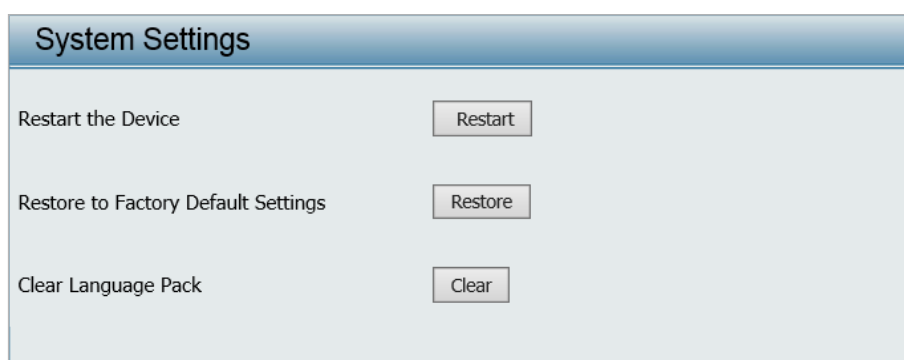 System Settings
Restart the Device Restart
Restore to Factory Default Settings Restore
Clear Language Pack Clear